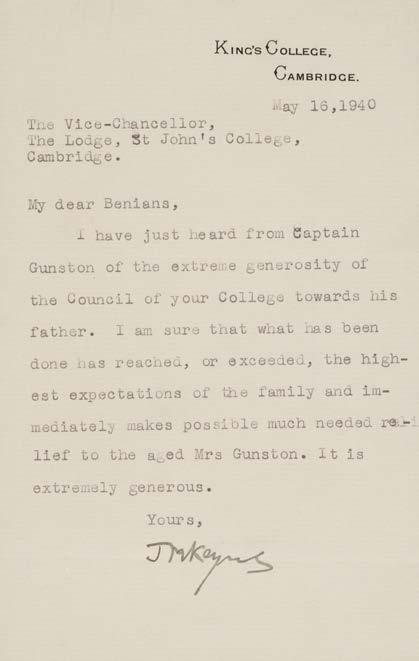 KING'S COLLEGE,
CAMBRIDGE.
May 16,1940
The Vice-Chancellor,
The Lodge, St John's College,
Cambridge.
My dear Benians,
I have just heard from Captain
Gunston of the extreme generosity of
the Council of your College towards his
father. I am sure that what has been
done has reached, or exceeded, the high-
est expectations of the family and im-
mediately makes possible much needed re-
lief to the aged Mrs Gunston. It is
extremely generous.
Yours,
JMKeynes